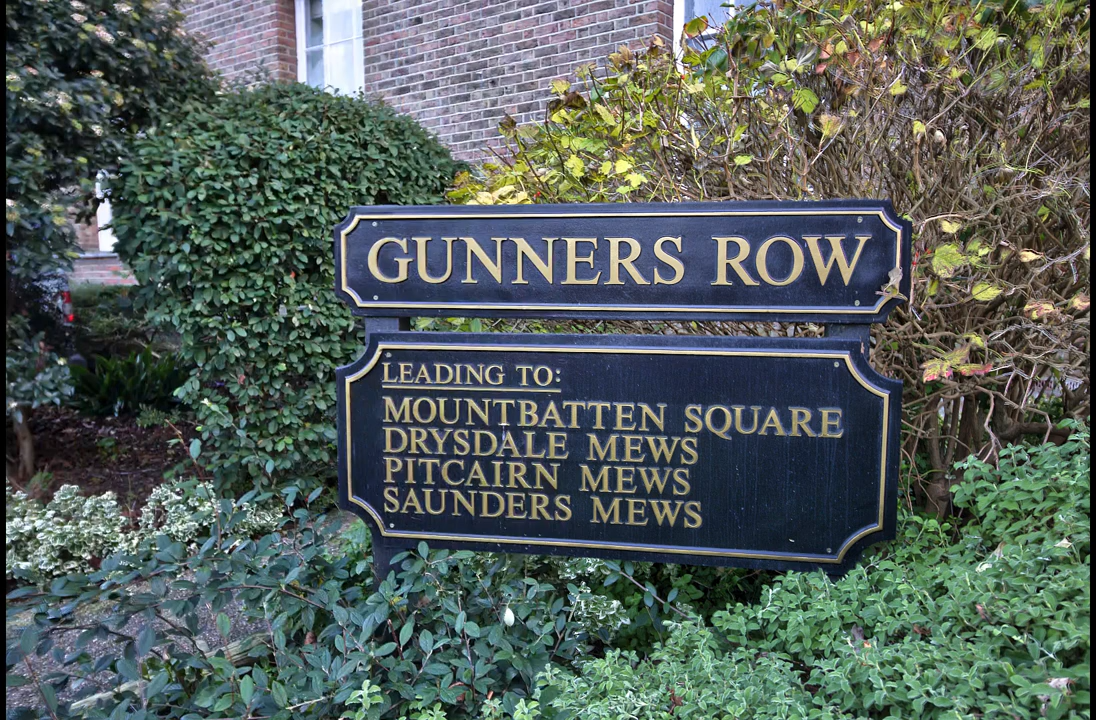 GUNNERS ROW
LEADING TO:
MOUNTBATTEN SQUARE
DRYSDALE MEWS
PITCAIRN MEWS
SAUNDERS MEWS